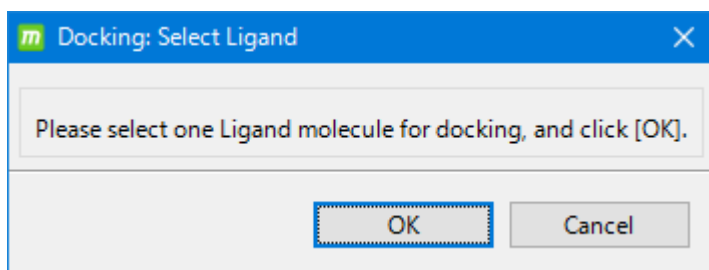 m Docking: Select Ligand
Please select one Ligand molecule for docking, and click [OK].
OK Cancel